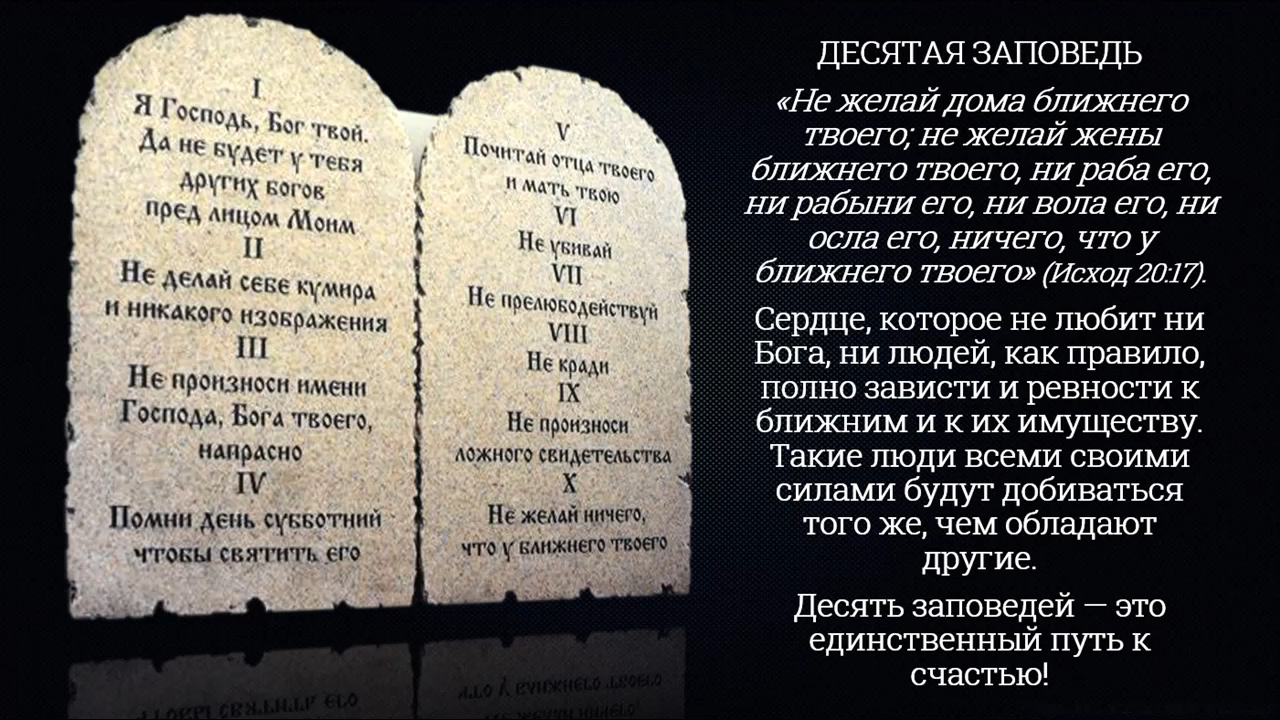 I
Я Господь, Бог твой.
Да не будет у тебя
других богов
пред лицом Моим
II
Не делай себе кумира
и никакого изображения
III
Не произноси имени
Господа, Бога твоего,
напрасно
IV
Помни день субботний
чтобы святить его
V
Почитай отца твоего
и мать твою
VI
Не убивай
VII
Не прелюбодействуй
VIII
Не кради
IX
Не произноси
ложного свидетельства
X
Не желай ничего,
что у ближнего твоего
ДЕСЯТАЯ ЗАПОВЕДЬ
«Не желай дома ближнего
твоего; не желай жены
ближнего твоего, ни раба его,
ни рабыни его, ни вола его, ни
осла его, ничего, что у
ближнего твоего» (Исход 20:17).
Сердце, которое не любит ни
Бога, ни людей, как правило,
полно зависти и ревности к
ближним и к их имуществу.
Такие люди всеми своими
силами будут добиваться
того же, чем обладают
другие.
Десять заповедей — это
единственный путь к
счастью!